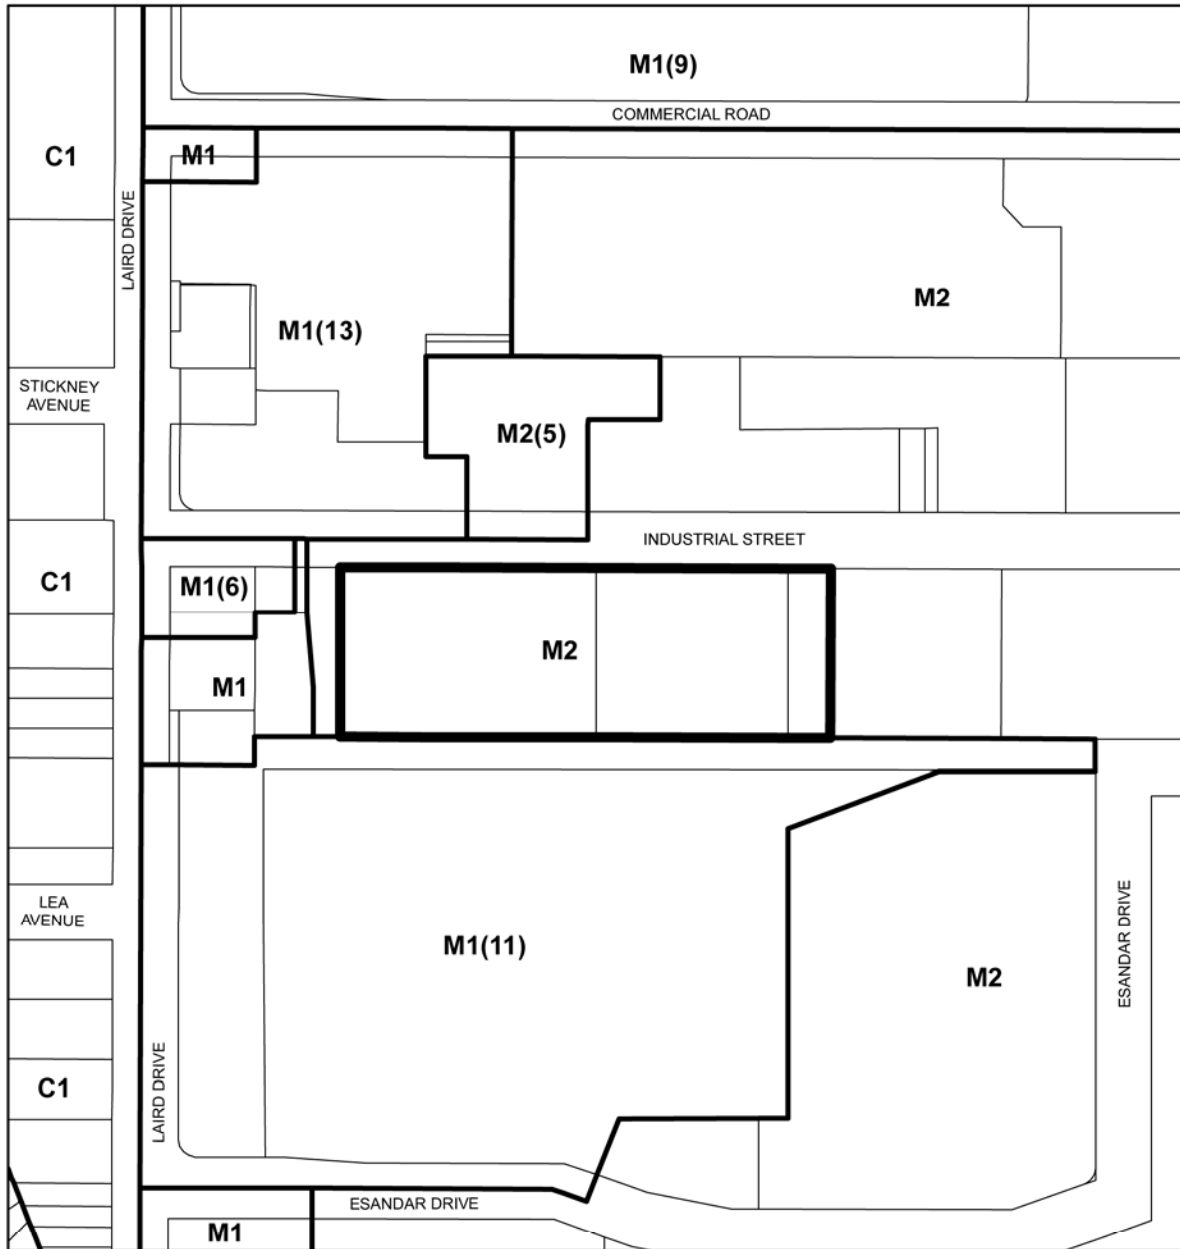 M1(9)
COMMERCIAL ROAD
C1
M1
LAIRD DRIVE
M2
M1(13)
STICKNEY
AVENUE
M2(5)
INDUSTRIAL STREET
C1
M1(6)
M2
M1
LEA
AVENUE
ESANDAR DRIVE
M1(11)
M2
C1
LAIRD DRIVE
ESANDAR DRIVE
M1